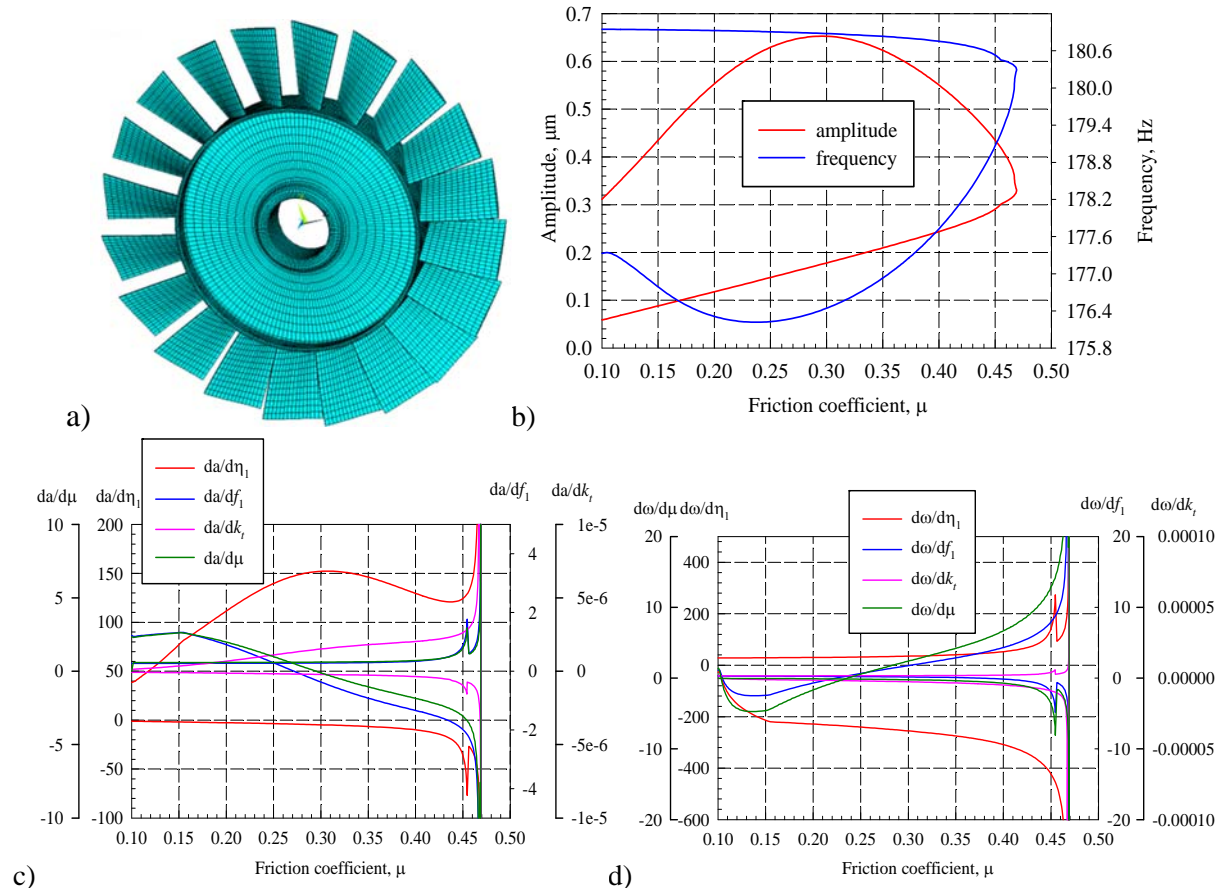 a)
0.7
0.6
0.5
0.4
0.3
0.2
0.1
0.0
Amplitude, μm
amplitude
frequency
180.6
180.0
179.4
178.8
178.2
177.6
177.0
176.4
175.8
Frequency, Hz
0.10 0.15 0.20 0.25 0.30 0.35 0.40 0.45 0.50
Friction coefficient, μ
b)
da/dη₁
da/df₁
da/dkₜ
da/dμ
da/dμ da/dη₁ da/df₁ da/dkₜ
10
5
0
-5
-10
200
150
100
50
0
-50
-100
4
2
0
-2
-4
1e-5
5e-6
0
-5e-6
-1e-5
0.10 0.15 0.20 0.25 0.30 0.35 0.40 0.45 0.50
Friction coefficient, μ
c)
dω/dμ dω/dη₁ dω/df₁ dω/dkₜ
dω/dη₁
dω/df₁
dω/dkₜ
dω/dμ
20
10
0
-10
-20
400
200
0
-200
-400
-600
20
10
0
-10
-20
0.00010
0.00005
0.00000
-0.00005
-0.00010
0.10 0.15 0.20 0.25 0.30 0.35 0.40 0.45 0.50
Friction coefficient, μ
d)